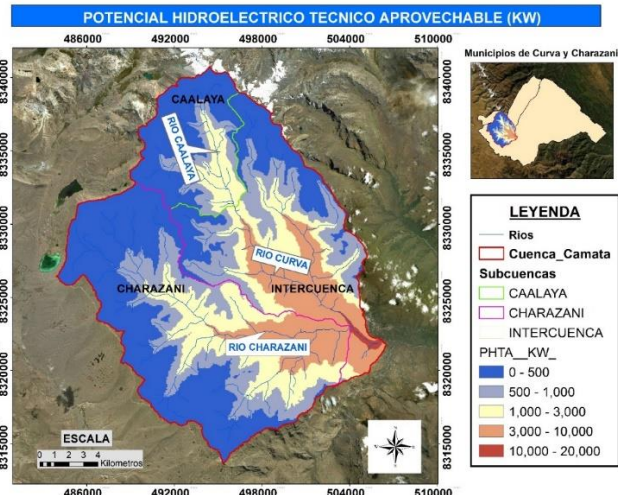 POTENCIAL HIDROELECTRICO TECNICO APROVECHABLE (KW)
486000 492000 498000 504000 510000
Municipios de Curva y Charazani
8340000
8340000
CAALAYA
RIO CAALAYA
8335000
8335000
8330000
8330000
RIO CURVA
CHARAZANI
INTERCUENCA
8325000
8325000
RIO CHARAZANI
8320000
8320000
8315000
8315000
ESCALA
0 1 2 3 4
Kilometros
486000 492000 498000 504000 510000
LEYENDA
Rios
Cuenca_Camata
Subcuencas
CAALAYA
CHARAZANI
INTERCUENCA
PHTA__KW_
0 - 500
500 - 1,000
1,000 - 3,000
3,000 - 10,000
10,000 - 20,000